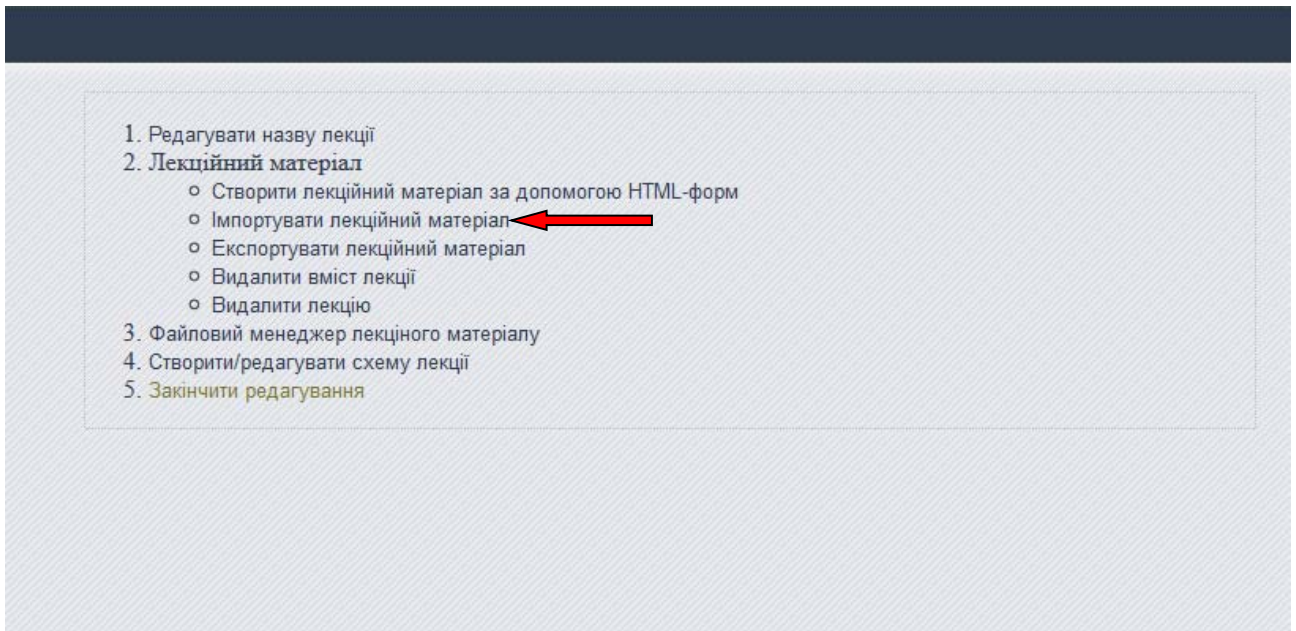 1. Редагувати назву лекції
2. Лекційний матеріал
Створити лекційний матеріал за допомогою HTML-форм
Імпортувати лекційний матеріал
Експортувати лекційний матеріал
Видалити вміст лекції
Видалити лекцію
3. Файловий менеджер лекціного матеріалу
4. Створити/редагувати схему лекції
5. Закінчити редагування